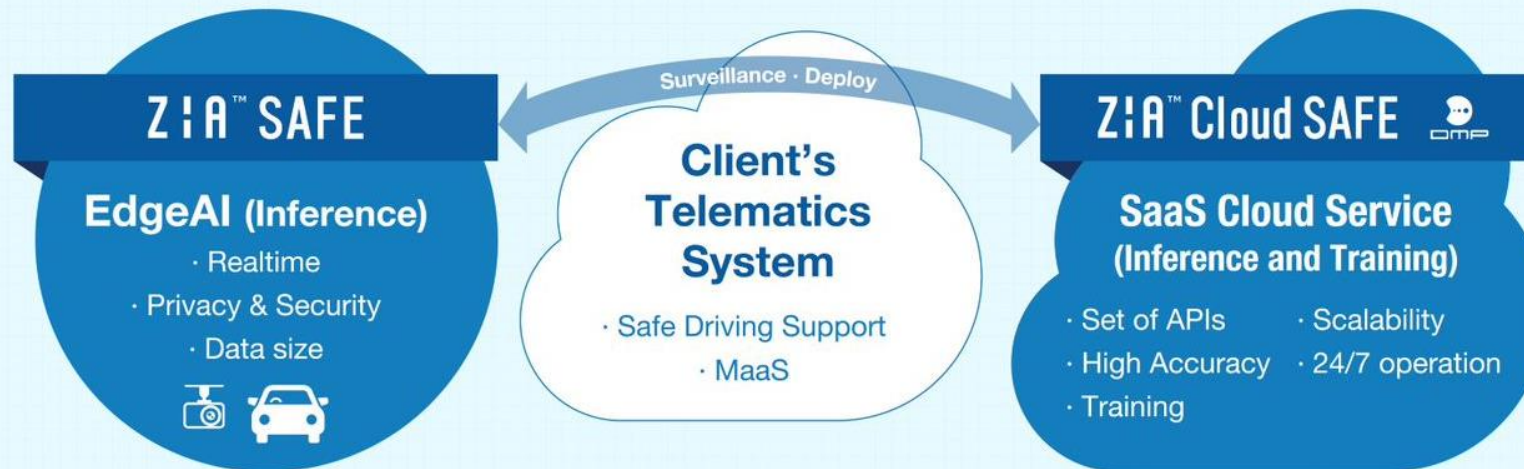 ZIA™ SAFE
EdgeAI (Inference)
· Realtime
· Privacy & Security
· Data size
Surveillance · Deploy
Client's
Telematics
System
· Safe Driving Support
· MaaS
ZIA™ Cloud SAFE DMP
SaaS Cloud Service
(Inference and Training)
· Set of APIs
· High Accuracy
· Training
· Scalability
· 24/7 operation